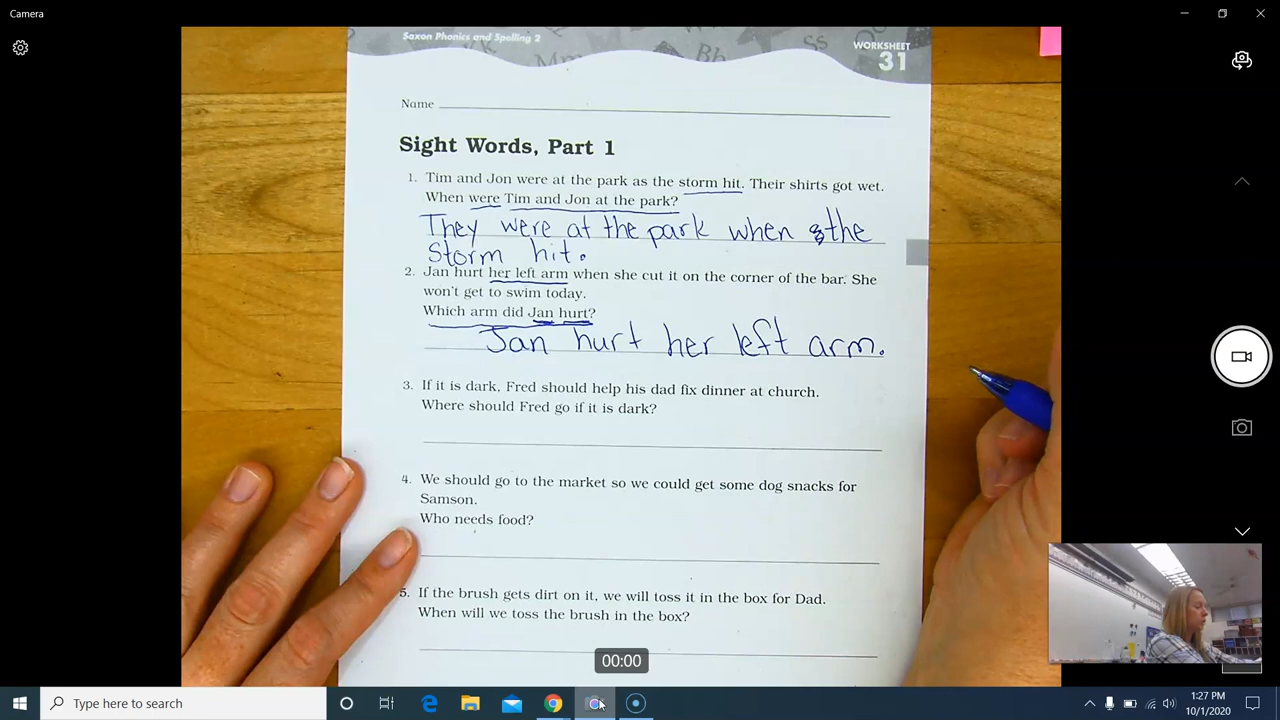 Camera
Saxon Phonics and Spelling 2
WORKSHEET
31
Name
Sight Words, Part 1
1. Tim and Jon were at the park as the storm hit. Their shirts got wet.
When were Tim and Jon at the park?
They were at the park when the
storm hit.
2. Jan hurt her left arm when she cut it on the corner of the bar. She
won't get to swim today.
Which arm did Jan hurt?
Jan hurt her left arm.
3. If it is dark, Fred should help his dad fix dinner at church.
Where should Fred go if it is dark?
4. We should go to the market so we could get some dog snacks for
Samson.
Who needs food?
5. If the brush gets dirt on it, we will toss it in the box for Dad.
When will we toss the brush in the box?
00:00
Type here to search
1:27 PM
10/1/2020